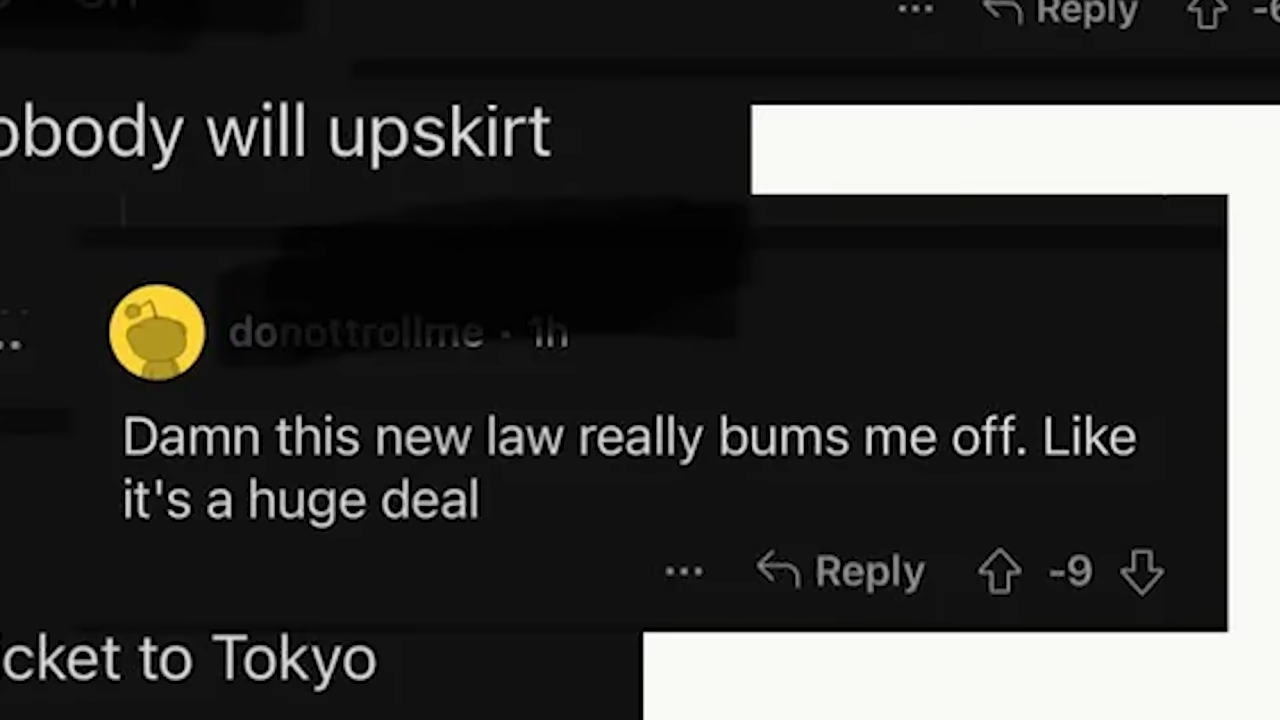 Reply
obody will upskirt
donottrollme · 1h
Damn this new law really bums me off. Like
it's a huge deal
... Reply -9
cket to Tokyo